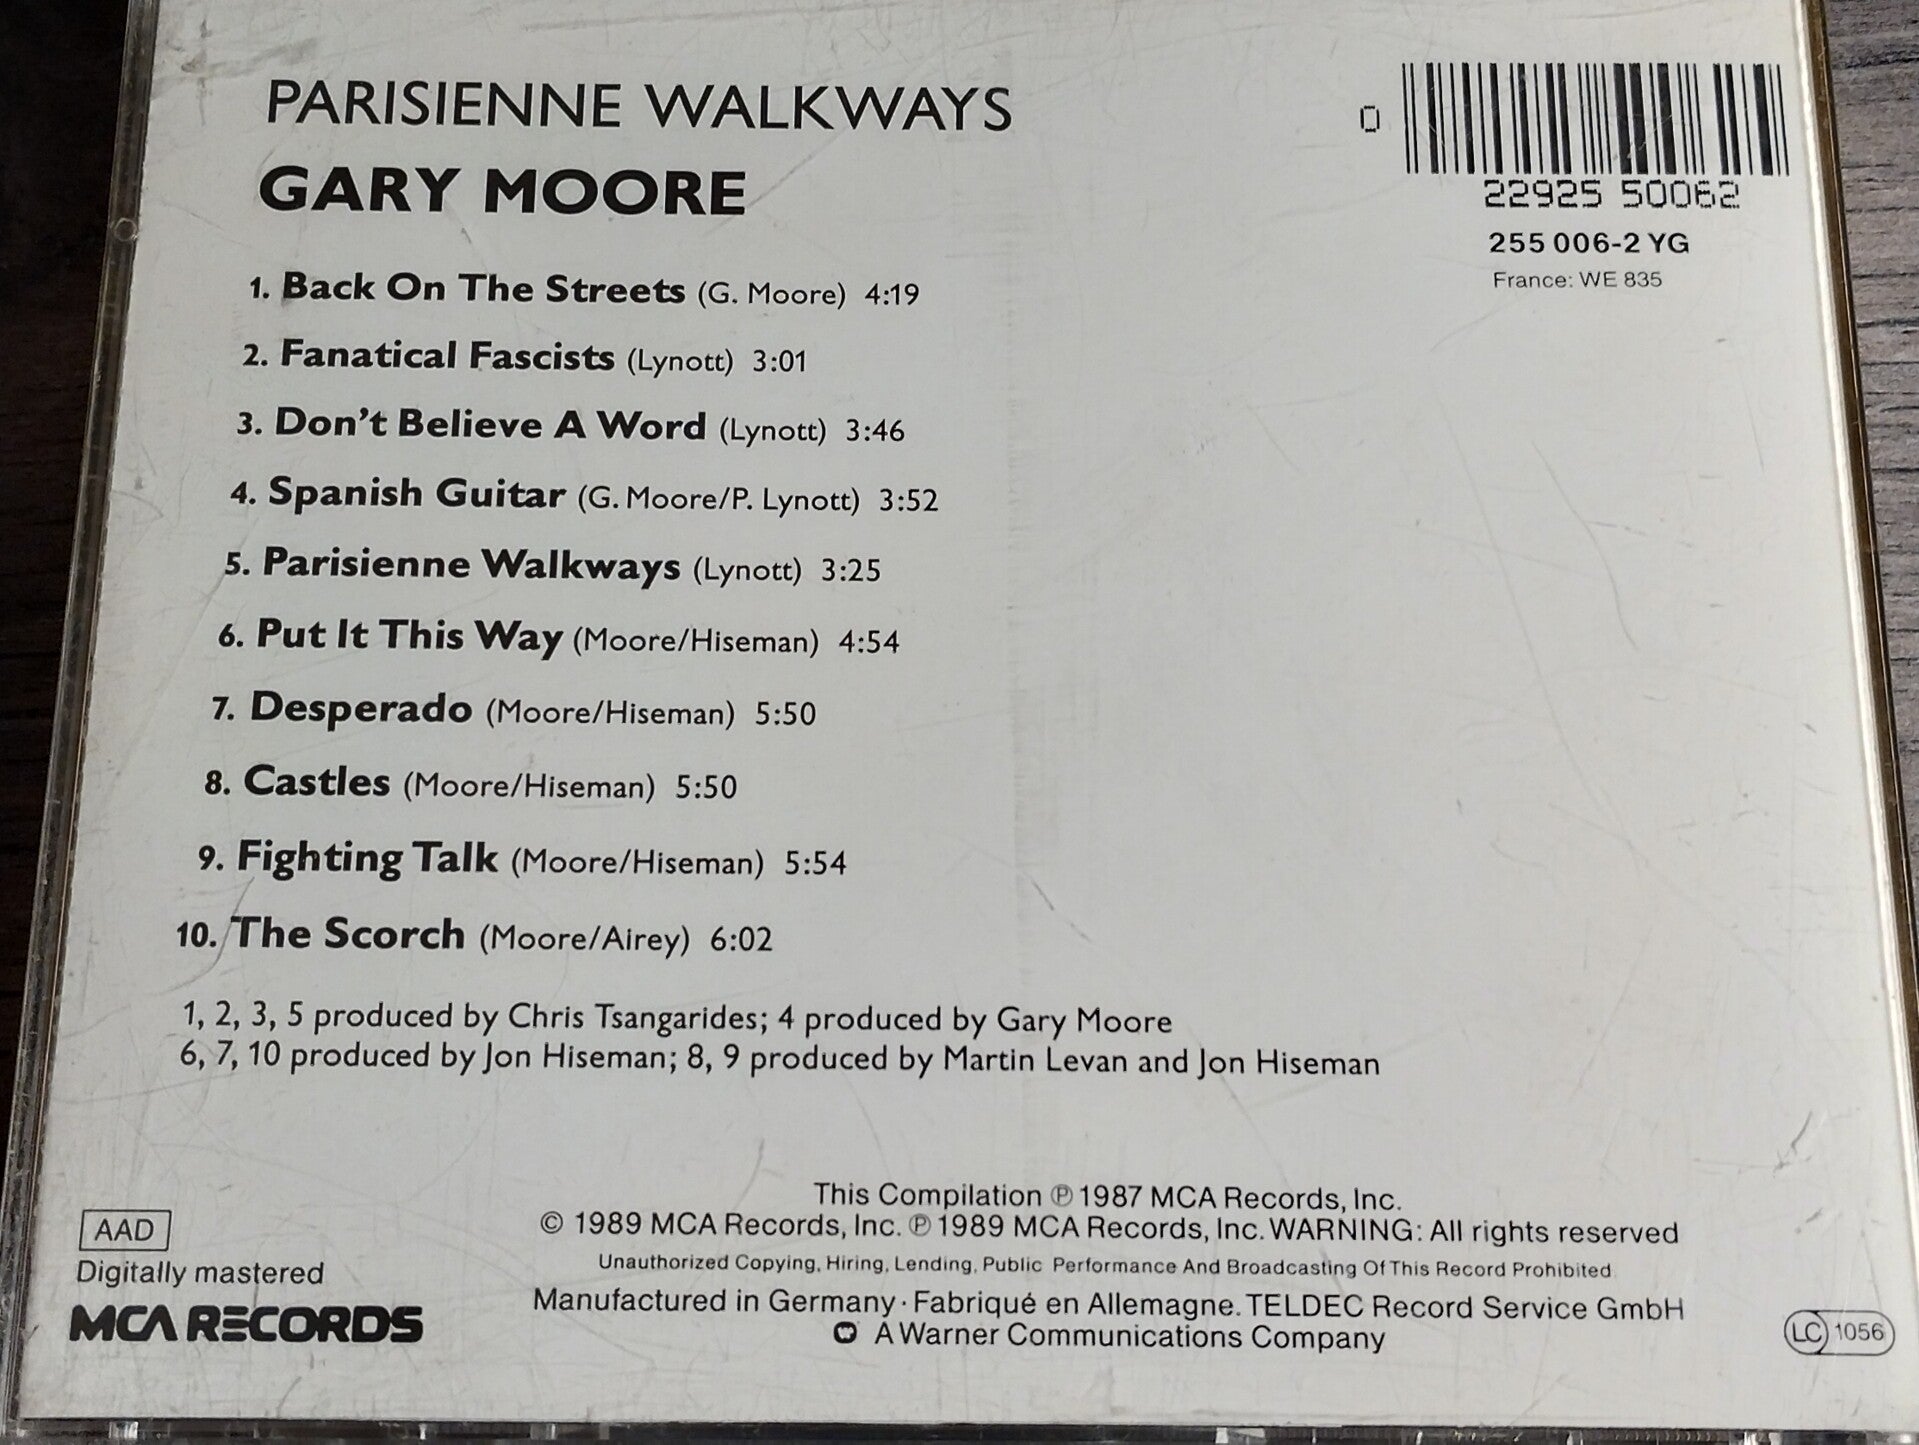 PARISIENNE WALKWAYS
GARY MOORE
0
22925 50062
255 006-2 YG
France: WE 835
1. Back On The Streets (G. Moore) 4:19
2. Fanatical Fascists (Lynott) 3:01
3. Don't Believe A Word (Lynott) 3:46
4. Spanish Guitar (G. Moore/P. Lynott) 3:52
5. Parisienne Walkways (Lynott) 3:25
6. Put It This Way (Moore/Hiseman) 4:54
7. Desperado (Moore/Hiseman) 5:50
8. Castles (Moore/Hiseman) 5:50
9. Fighting Talk (Moore/Hiseman) 5:54
10. The Scorch (Moore/Airey) 6:02
1, 2, 3, 5 produced by Chris Tsangarides; 4 produced by Gary Moore
6, 7, 10 produced by Jon Hiseman; 8, 9 produced by Martin Levan and Jon Hiseman
This Compilation ℗ 1987 MCA Records, Inc.
© 1989 MCA Records, Inc. ℗ 1989 MCA Records, Inc. WARNING: All rights reserved
Unauthorized Copying, Hiring, Lending, Public Performance And Broadcasting Of This Record Prohibited
Manufactured in Germany · Fabriqué en Allemagne. TELDEC Record Service GmbH
A Warner Communications Company
AAD
Digitally mastered
MCA RECORDS
LC 1056